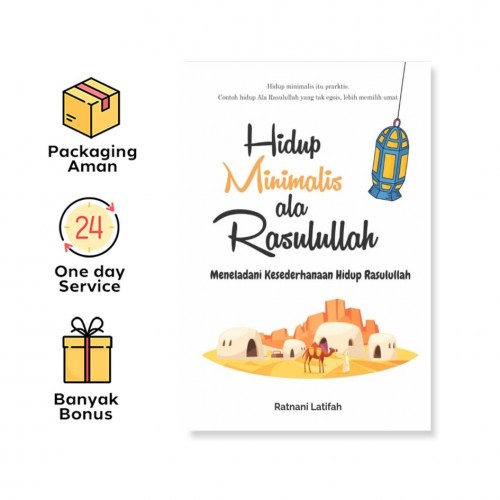 Packaging
Aman
24
One day
Service
Banyak
Bonus
Hidup minimalis itu prarktis.
Contoh hidup Ala Rasulullah yang tak egois, lebih memilih umat
Hidup
Minimalis
ala
Rasulullah
Meneladani Kesederhanaan Hidup Rasulullah
Ratnani Latifah